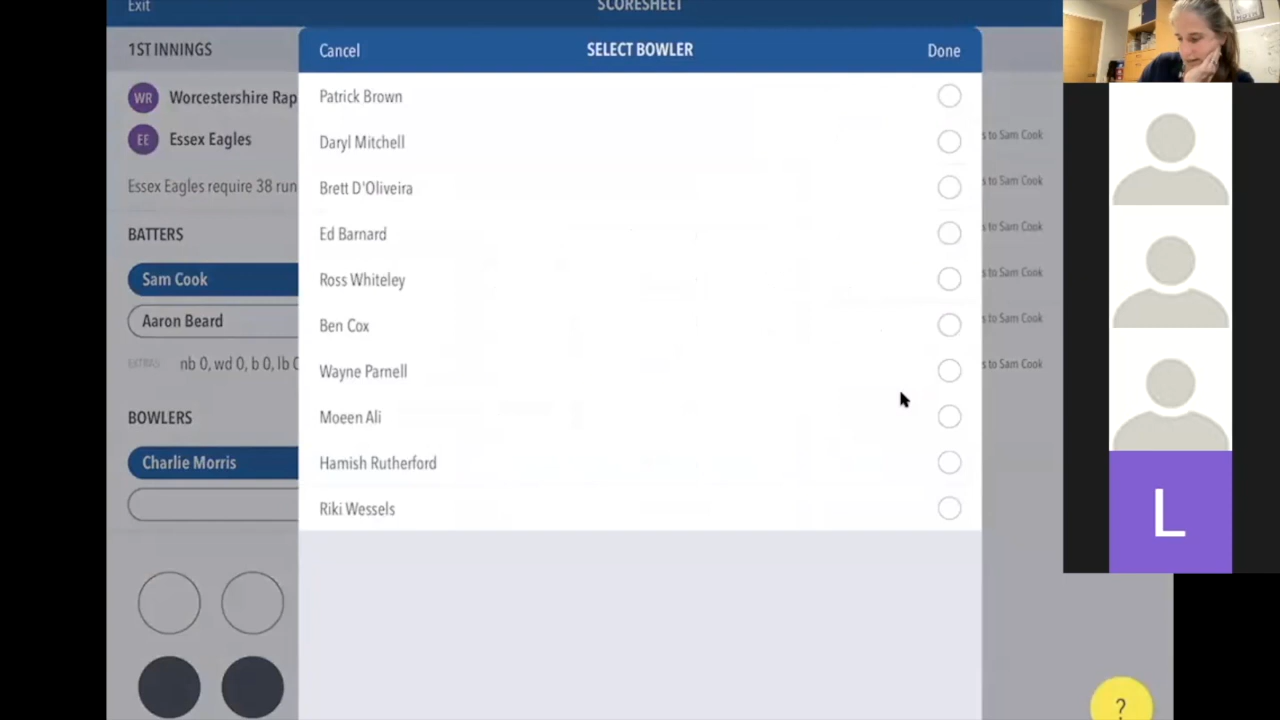 Exit
SCORESHEET
1ST INNINGS
WR Worcestershire Rap
EE Essex Eagles
Essex Eagles require 38 run
BATTERS
Sam Cook
Aaron Beard
EXTRAS nb 0, wd 0, b 0, lb 0
BOWLERS
Charlie Morris
Cancel
SELECT BOWLER
Done
Patrick Brown
Daryl Mitchell
Brett D'Oliveira
Ed Barnard
Ross Whiteley
Ben Cox
Wayne Parnell
Moeen Ali
Hamish Rutherford
Riki Wessels
s to Sam Cook
s to Sam Cook
s to Sam Cook
s to Sam Cook
s to Sam Cook
s to Sam Cook
L
?